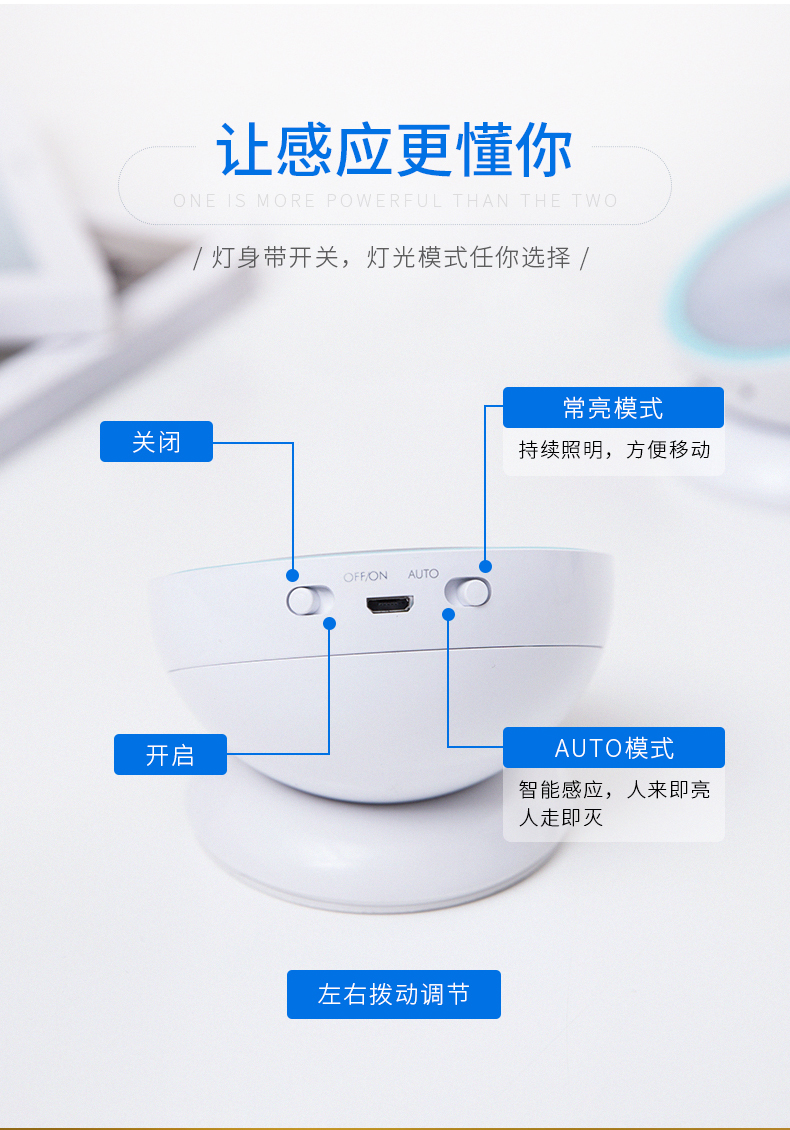 让感应更懂你
ONE IS MORE POWERFUL THAN THE TWO
/ 灯身带开关，灯光模式任你选择 /
常亮模式
持续照明，方便移动
关闭
OFF/ON AUTO
开启
AUTO模式
智能感应，人来即亮
人走即灭
左右拨动调节